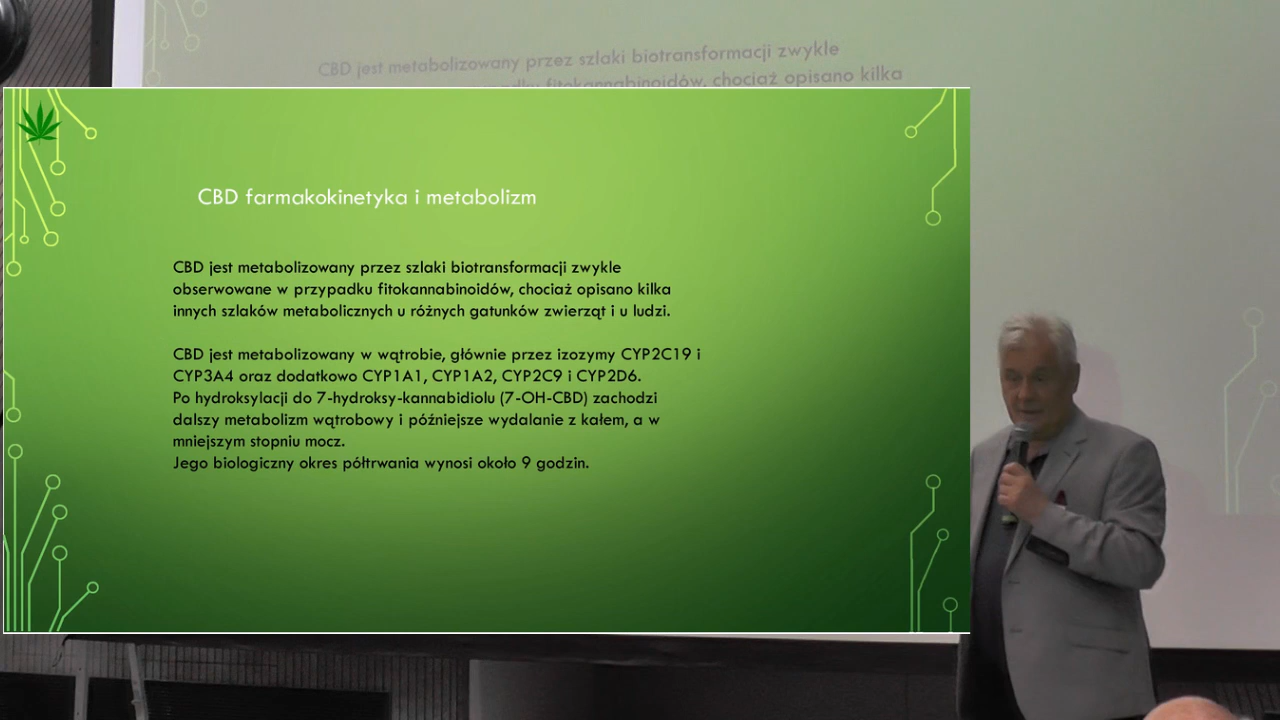 CBD jest metabolizowany przez szlaki biotransformacji zwykle
fitokannabinoidów, chociaż opisano kilka
CBD farmakokinetyka i metabolizm
CBD jest metabolizowany przez szlaki biotransformacji zwykle
obserwowane w przypadku fitokannabinoidów, chociaż opisano kilka
innych szlaków metabolicznych u różnych gatunków zwierząt i u ludzi.
CBD jest metabolizowany w wątrobie, głównie przez izozymy CYP2C19 i
CYP3A4 oraz dodatkowo CYP1A1, CYP1A2, CYP2C9 i CYP2D6.
Po hydroksylacji do 7-hydroksy-kannabidiolu (7-OH-CBD) zachodzi
dalszy metabolizm wątrobowy i późniejsze wydalanie z kałem, a w
mniejszym stopniu mocz.
Jego biologiczny okres półtrwania wynosi około 9 godzin.